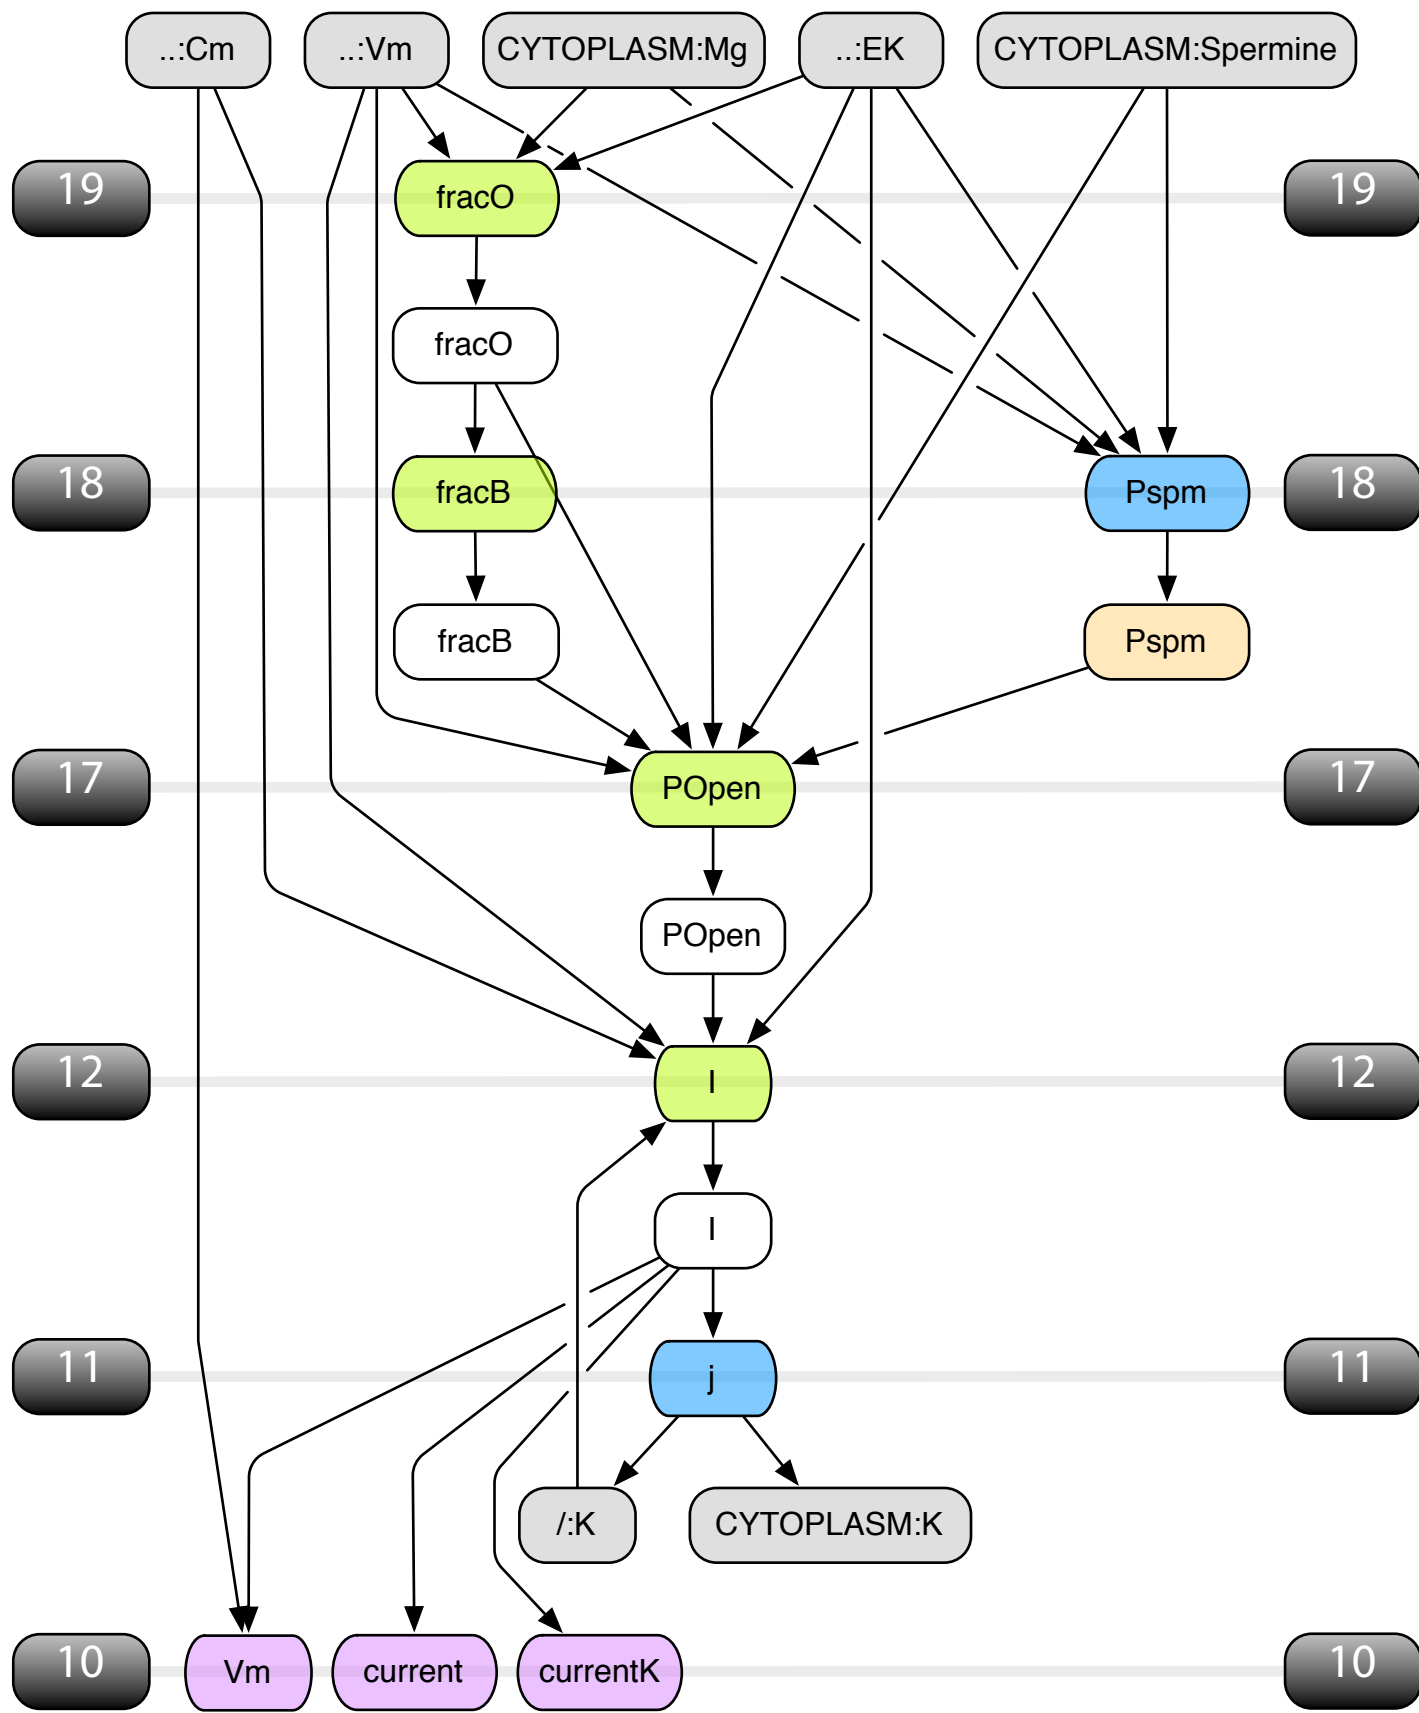 ..:Cm
..:Vm
CYTOPLASM:Mg
..:EK
CYTOPLASM:Spermine
19
fracO
19
fracO
18
fracB
Pspm
18
fracB
Pspm
17
POpen
17
POpen
12
I
12
I
11
j
11
/:K
CYTOPLASM:K
10
Vm
current
currentK
10